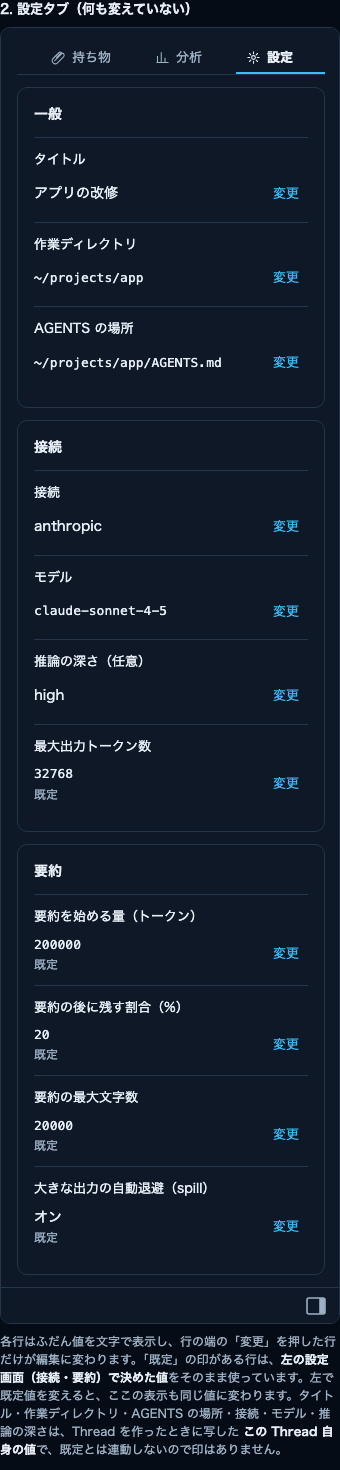 2. 設定タブ（何も変えていない）
持ち物 分析 設定
一般
タイトル
アプリの改修 変更
作業ディレクトリ
~/projects/app 変更
AGENTS の場所
~/projects/app/AGENTS.md 変更
接続
接続
anthropic 変更
モデル
claude-sonnet-4-5 変更
推論の深さ（任意）
high 変更
最大出力トークン数
32768
既定 変更
要約
要約を始める量（トークン）
200000
既定 変更
要約の後に残す割合（%）
20
既定 変更
要約の最大文字数
20000
既定 変更
大きな出力の自動退避（spill）
オン
既定 変更
各行はふだん値を文字で表示し、行の端の「変更」を押した行
だけが編集に変わります。「既定」の印がある行は、左の設定
画面（接続・要約）で決めた値をそのまま使っています。左で
既定値を変えると、ここの表示も同じ値に変わります。タイト
ル・作業ディレクトリ・AGENTS の場所・接続・モデル・推
論の深さは、Thread を作ったときに写した この Thread 自
身の値で、既定とは連動しないので印はありません。